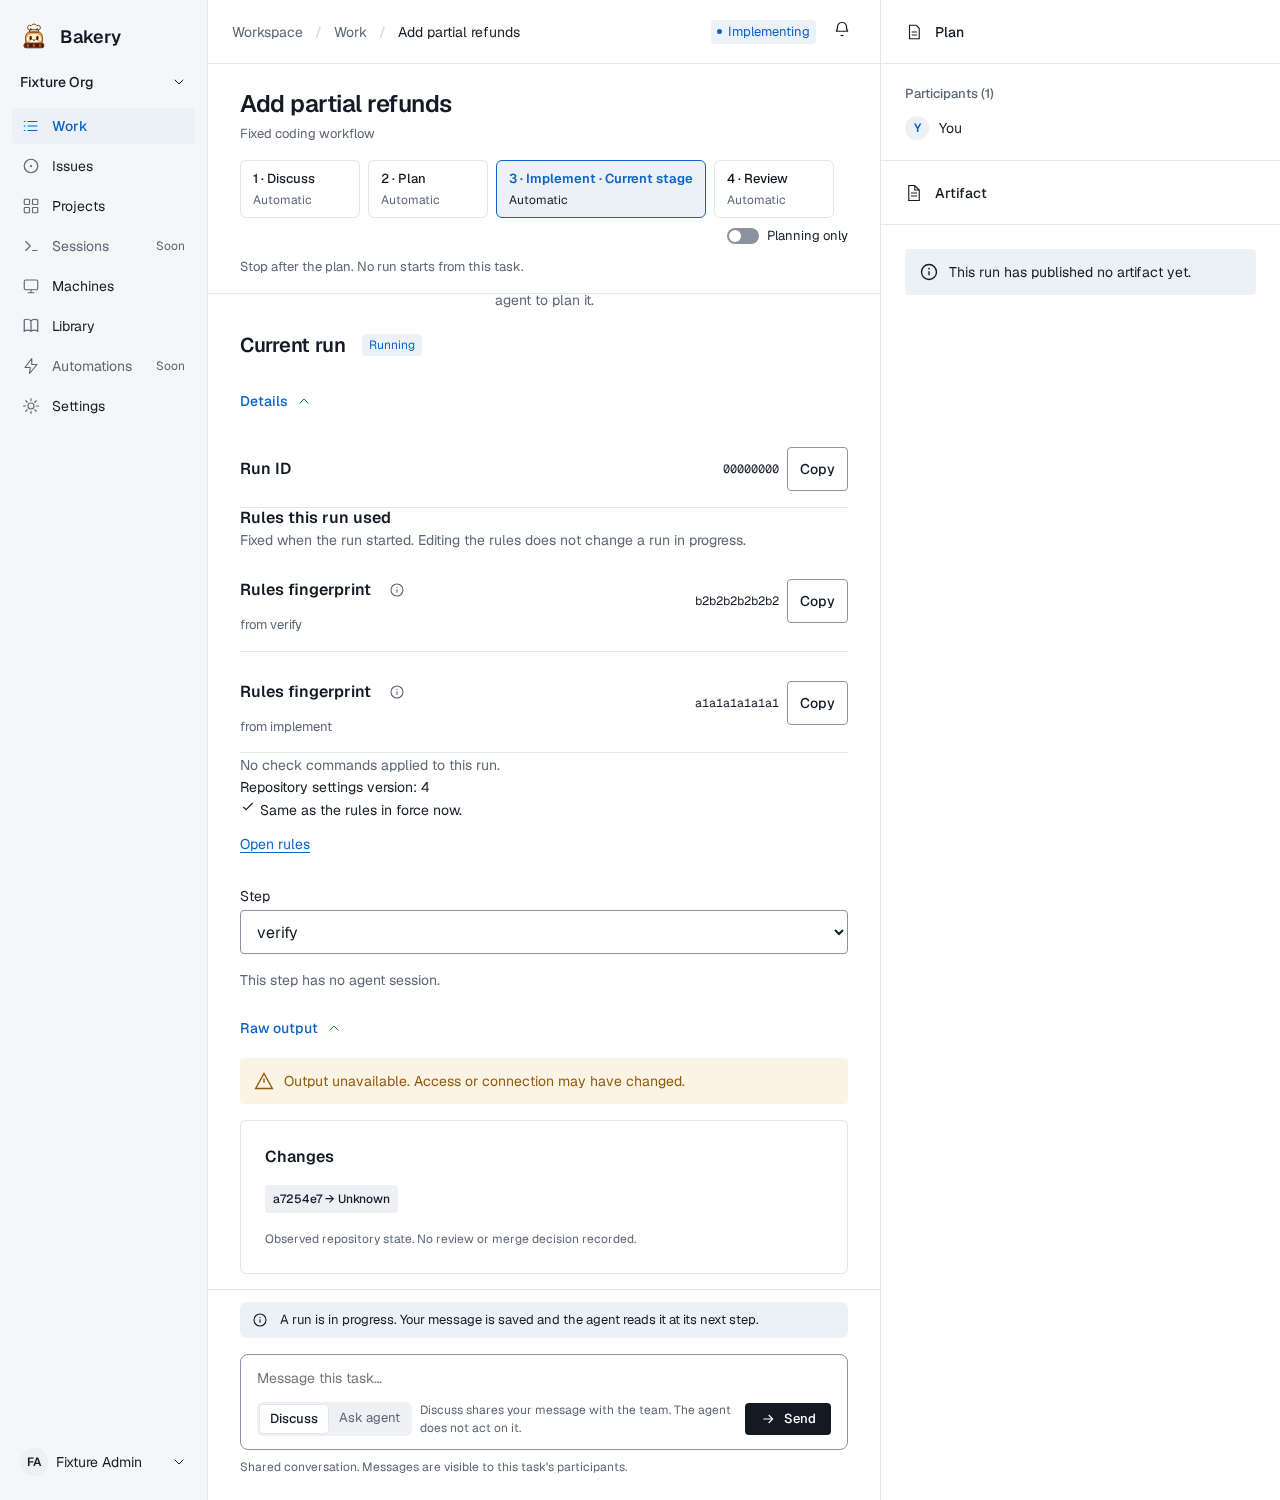 Bakery
Fixture Org
Work
Issues
Projects
Sessions Soon
Machines
Library
Automations Soon
Settings
FA Fixture Admin
Workspace / Work / Add partial refunds
Implementing
Add partial refunds
Fixed coding workflow
1 · Discuss
Automatic
2 · Plan
Automatic
3 · Implement · Current stage
Automatic
4 · Review
Automatic
Planning only
Stop after the plan. No run starts from this task.
agent to plan it.
Current run Running
Details
Run ID 00000000 Copy
Rules this run used
Fixed when the run started. Editing the rules does not change a run in progress.
Rules fingerprint b2b2b2b2b2b2 Copy
from verify
Rules fingerprint a1a1a1a1a1a1 Copy
from implement
No check commands applied to this run.
Repository settings version: 4
Same as the rules in force now.
Open rules
Step
verify
This step has no agent session.
Raw output
Output unavailable. Access or connection may have changed.
Changes
a7254e7 → Unknown
Observed repository state. No review or merge decision recorded.
A run is in progress. Your message is saved and the agent reads it at its next step.
Message this task…
Discuss Ask agent
Discuss shares your message with the team. The agent
does not act on it.
→ Send
Shared conversation. Messages are visible to this task's participants.
Plan
Participants (1)
Y You
Artifact
This run has published no artifact yet.